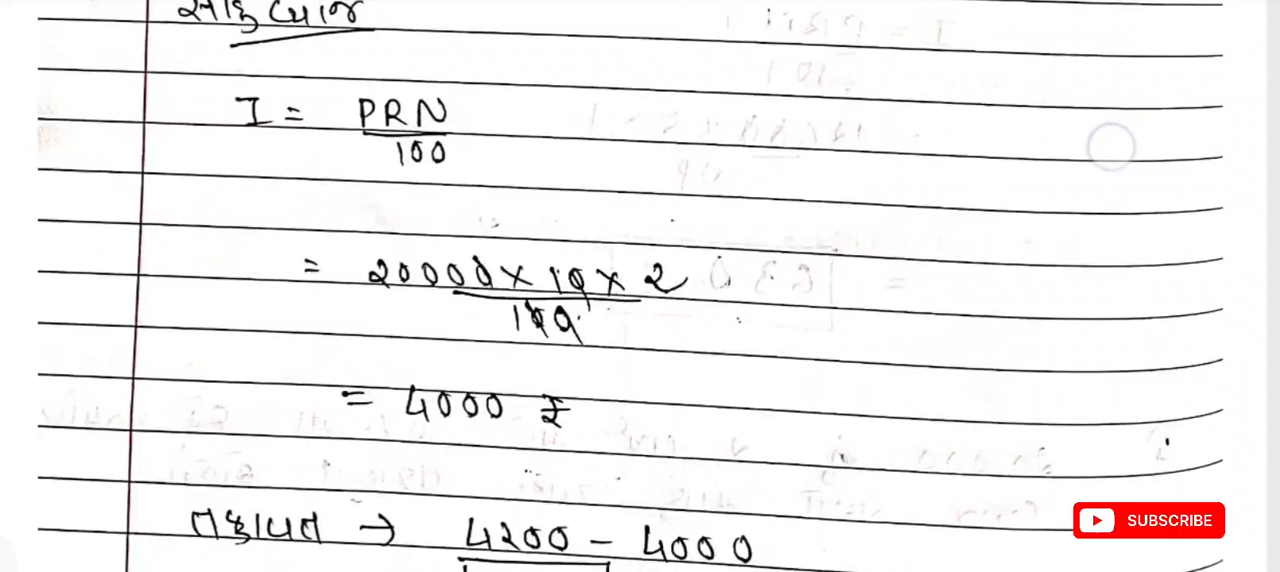 સાદુ વ્યાજ
I = PRN
100
= 20000 x 10 x 2
100
= 4000 ₹
તફાવત → 4200 - 4000
SUBSCRIBE